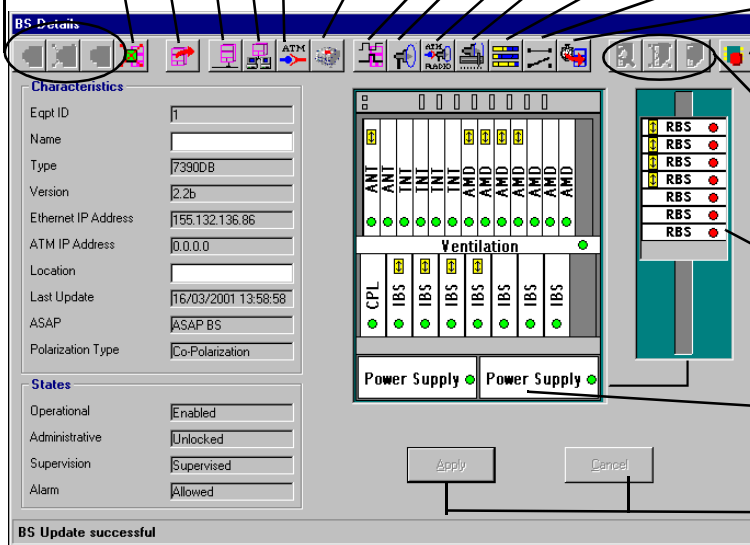 BS Details
ATM
ATM
RADIO
Characteristics
Eqpt ID 1
Name
Type 7390DB
Version 2.2b
Ethernet IP Address 155.132.136.86
ATM IP Address 0.0.0.0
Location
Last Update 16/03/2001 13:58:58
ASAP ASAP BS
Polarization Type Co-Polarization
States
Operational Enabled
Administrative Unlocked
Supervision Supervised
Alarm Allowed
ANT ANT TNT TNT TNT TNT AMD AMD AMD AMD AMD AMD AMD
Ventilation
CPL IBS IBS IBS IBS IBS IBS IBS
Power Supply Power Supply
RBS
RBS
RBS
RBS
RBS
RBS
RBS
Apply Cancel
BS Update successful